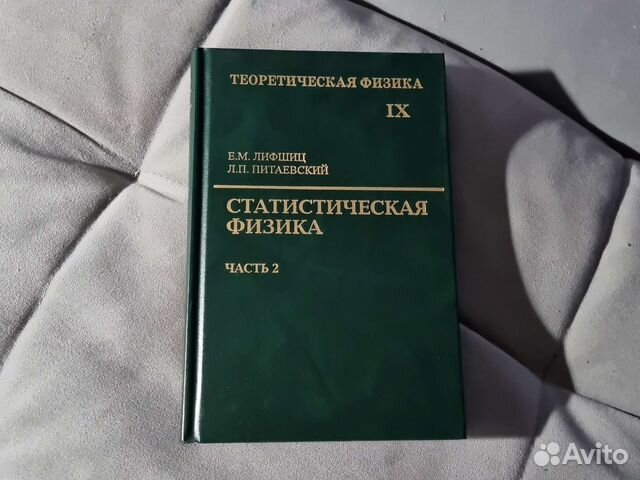 ТЕОРЕТИЧЕСКАЯ ФИЗИКА
IX
Е.М. ЛИФШИЦ
Л.П. ПИТАЕВСКИЙ
СТАТИСТИЧЕСКАЯ
ФИЗИКА
ЧАСТЬ 2
Avito